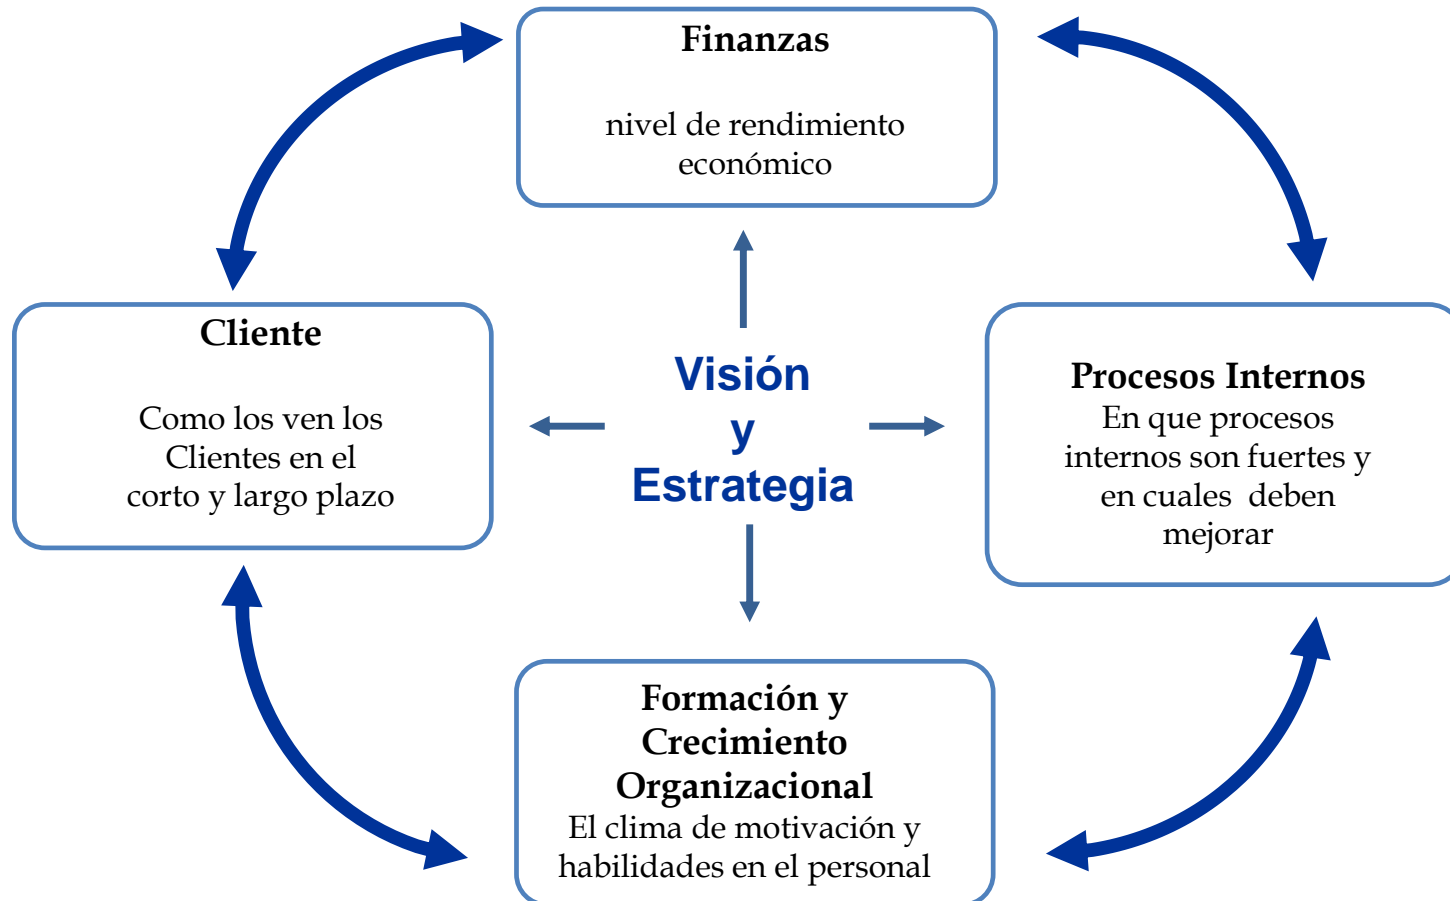 Finanzas
nivel de rendimiento
económico
Cliente
Como los ven los
Clientes en el
corto y largo plazo
Visión
y
Estrategia
Procesos Internos
En que procesos
internos son fuertes y
en cuales  deben
mejorar
Formación y
Crecimiento
Organizacional
El clima de motivación y
habilidades en el personal